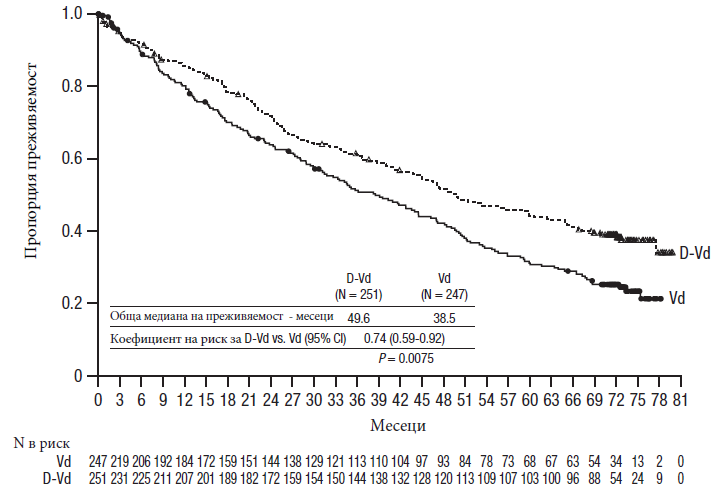 Пропорция преживяемост
1.0
0.8
0.6
0.4
0.2
0
D-Vd
Vd
D-Vd Vd
(N = 251) (N = 247)
Обща медиана на преживяемост - месеци 49.6 38.5
Коефициент на риск за D-Vd vs. Vd (95% CI) 0.74 (0.59-0.92)
P = 0.0075
0 3 6 9 12 15 18 21 24 27 30 33 36 39 42 45 48 51 54 57 60 63 66 69 72 75 78 81
Месеци
N в риск
Vd 247 219 206 192 184 172 159 151 144 138 129 121 113 110 104 97 93 84 78 73 68 67 63 54 34 13 2 0
D-Vd 251 231 225 211 207 201 189 182 172 159 154 150 144 138 132 128 120 113 109 107 103 100 96 88 54 24 9 0